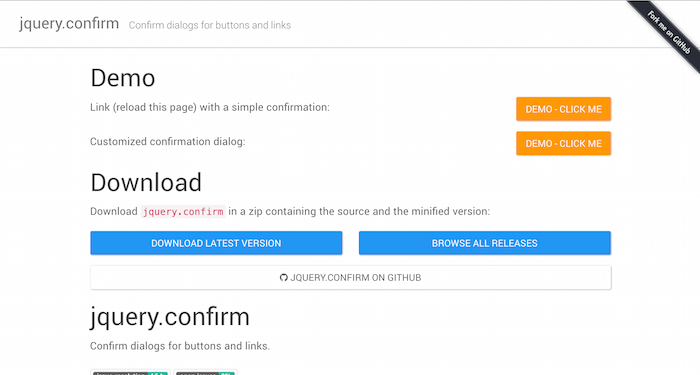 jquery.confirm Confirm dialogs for buttons and links
Fork me on GitHub
Demo
Link (reload this page) with a simple confirmation:
DEMO - CLICK ME
Customized confirmation dialog:
DEMO - CLICK ME
Download
Download jquery.confirm in a zip containing the source and the minified version:
DOWNLOAD LATEST VERSION
BROWSE ALL RELEASES
JQUERY.CONFIRM ON GITHUB
jquery.confirm
Confirm dialogs for buttons and links.